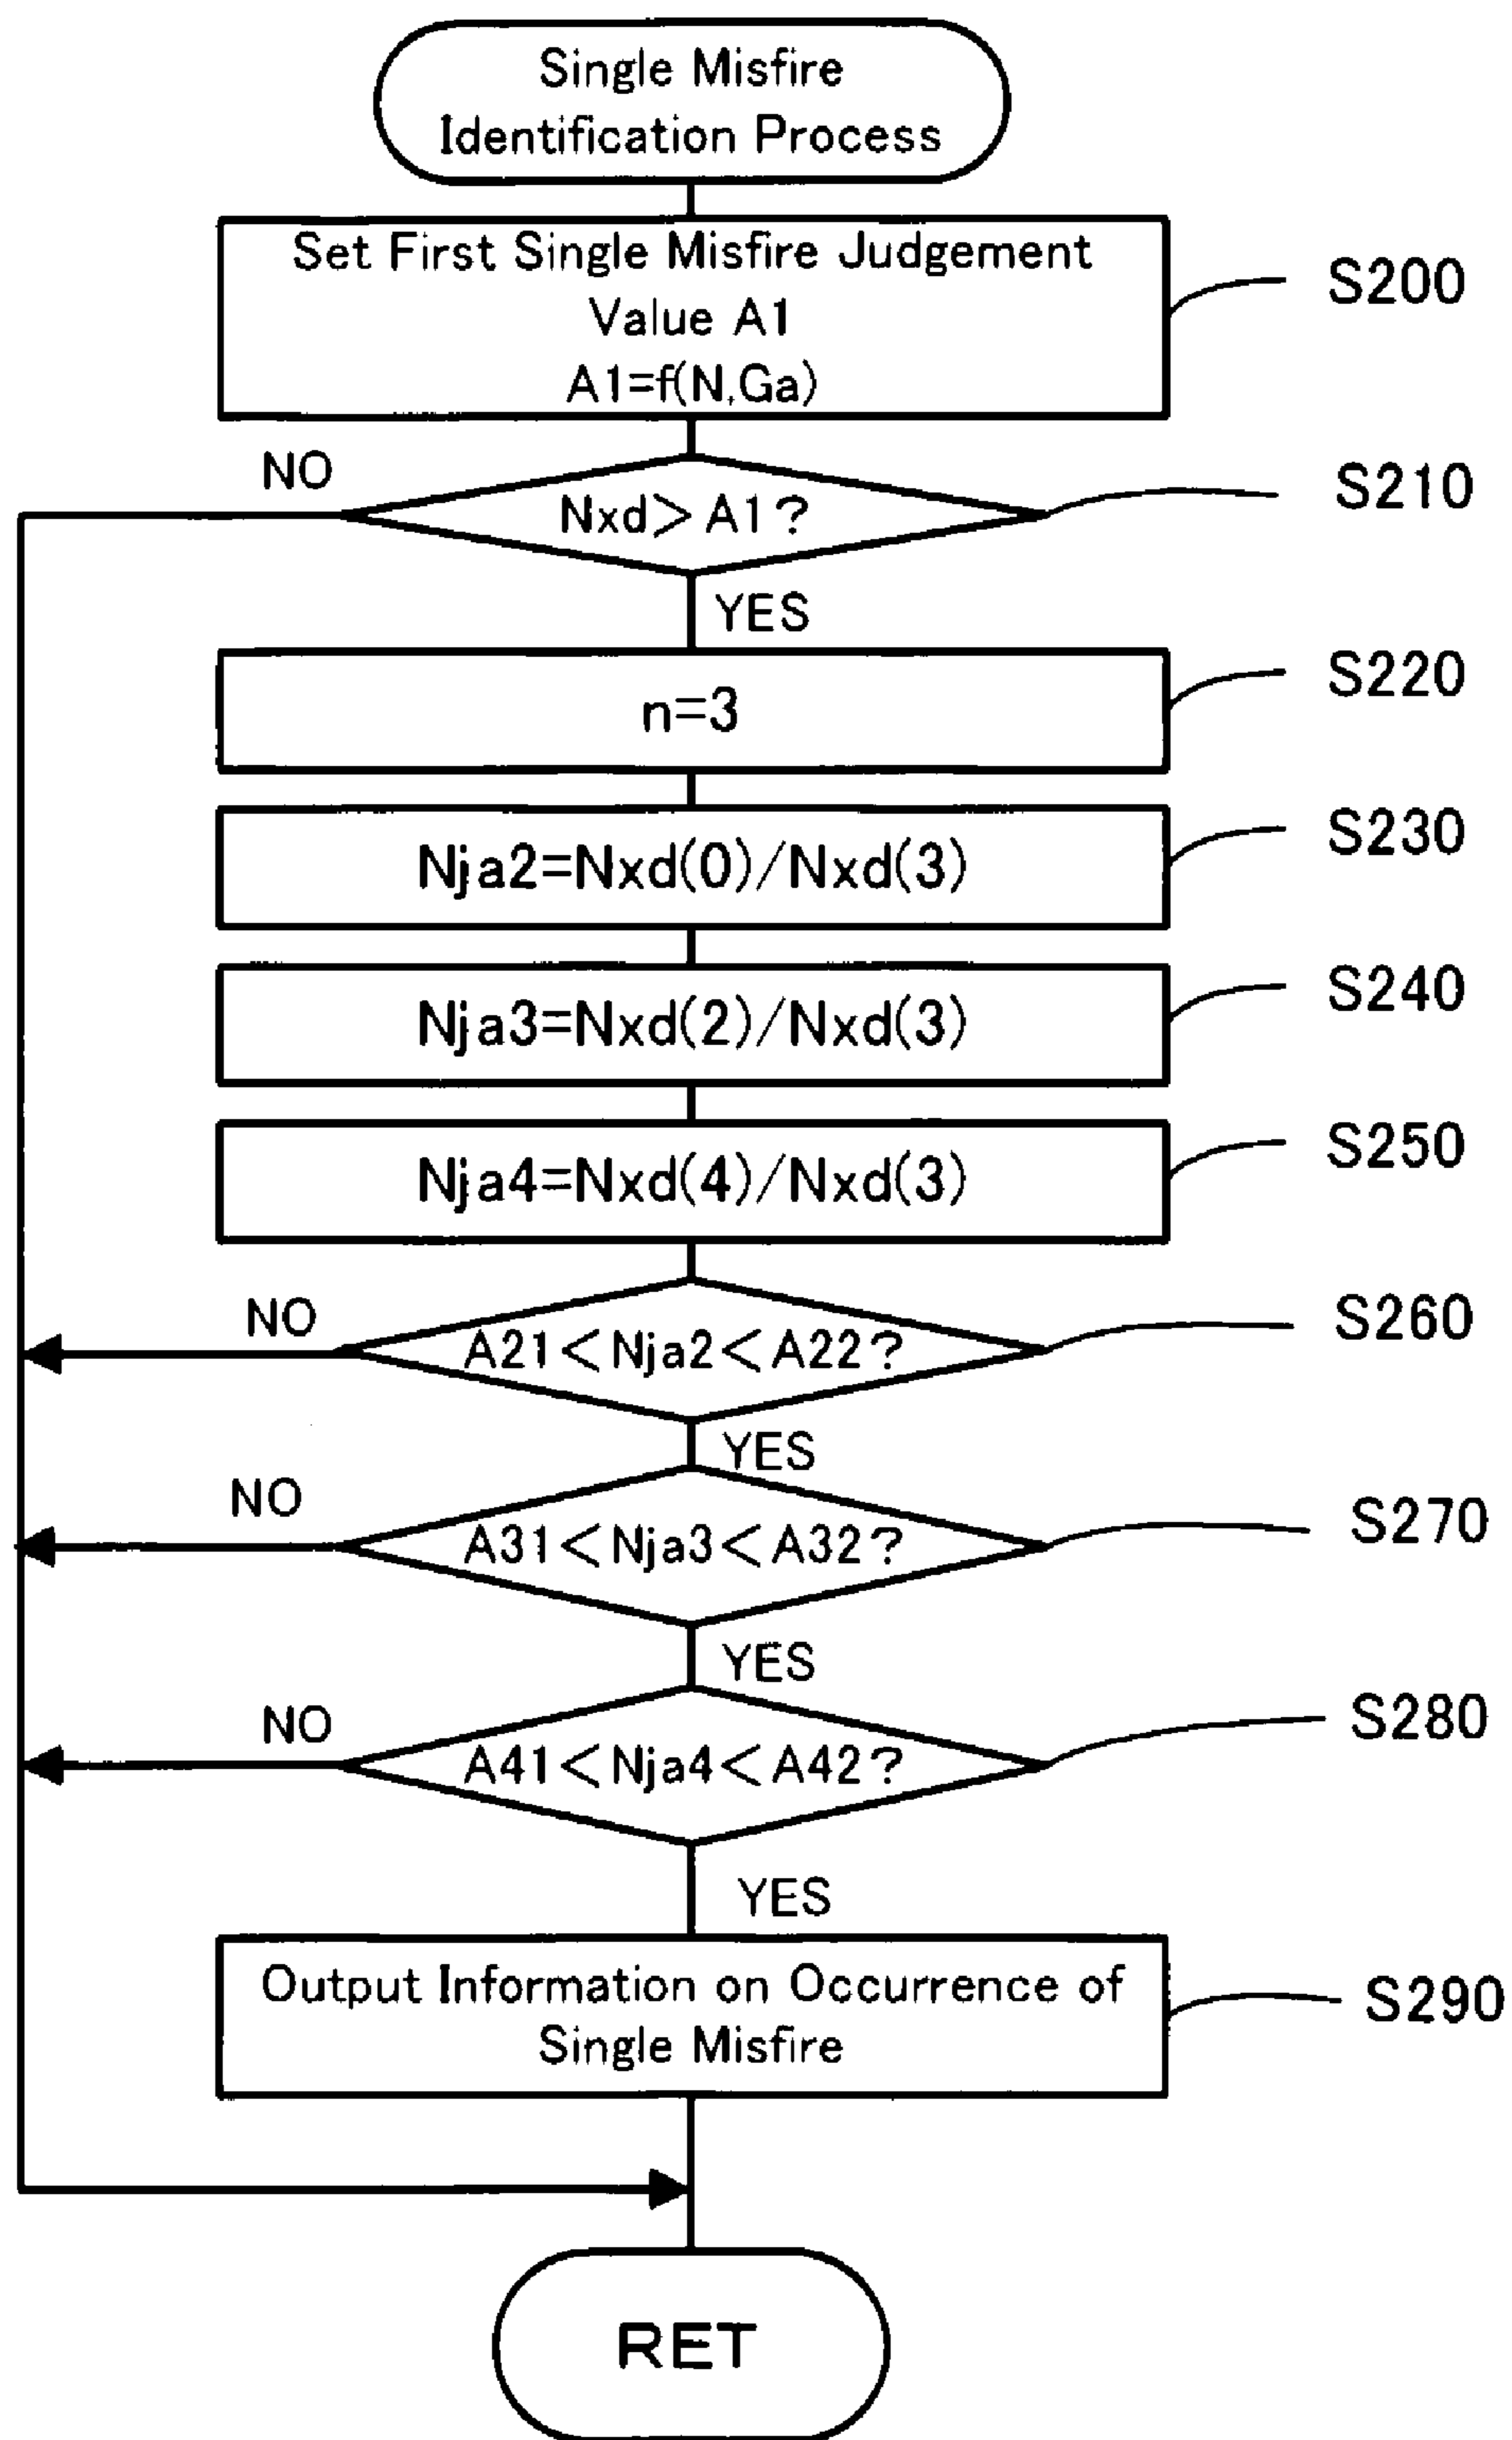 Single Misfire
Identification Process
Set First Single Misfire Judgement
Value A1
A1=f(N,Ga)
S200
NO
Nxd>A1?
S210
YES
n=3
S220
Nja2=Nxd(0)/Nxd(3)
S230
Nja3=Nxd(2)/Nxd(3)
S240
Nja4=Nxd(4)/Nxd(3)
S250
NO
A21<Nja2<A22?
S260
YES
NO
A31<Nja3<A32?
S270
YES
NO
A41<Nja4<A42?
S280
YES
Output Information on Occurrence of
Single Misfire
S290
RET